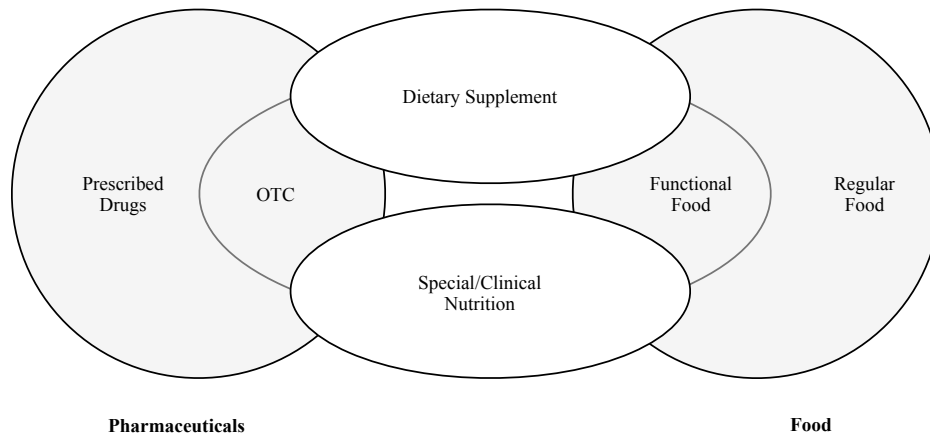 Dietary Supplement
Prescribed
Drugs
OTC
Functional
Food
Regular
Food
Special/Clinical
Nutrition
Pharmaceuticals
Food